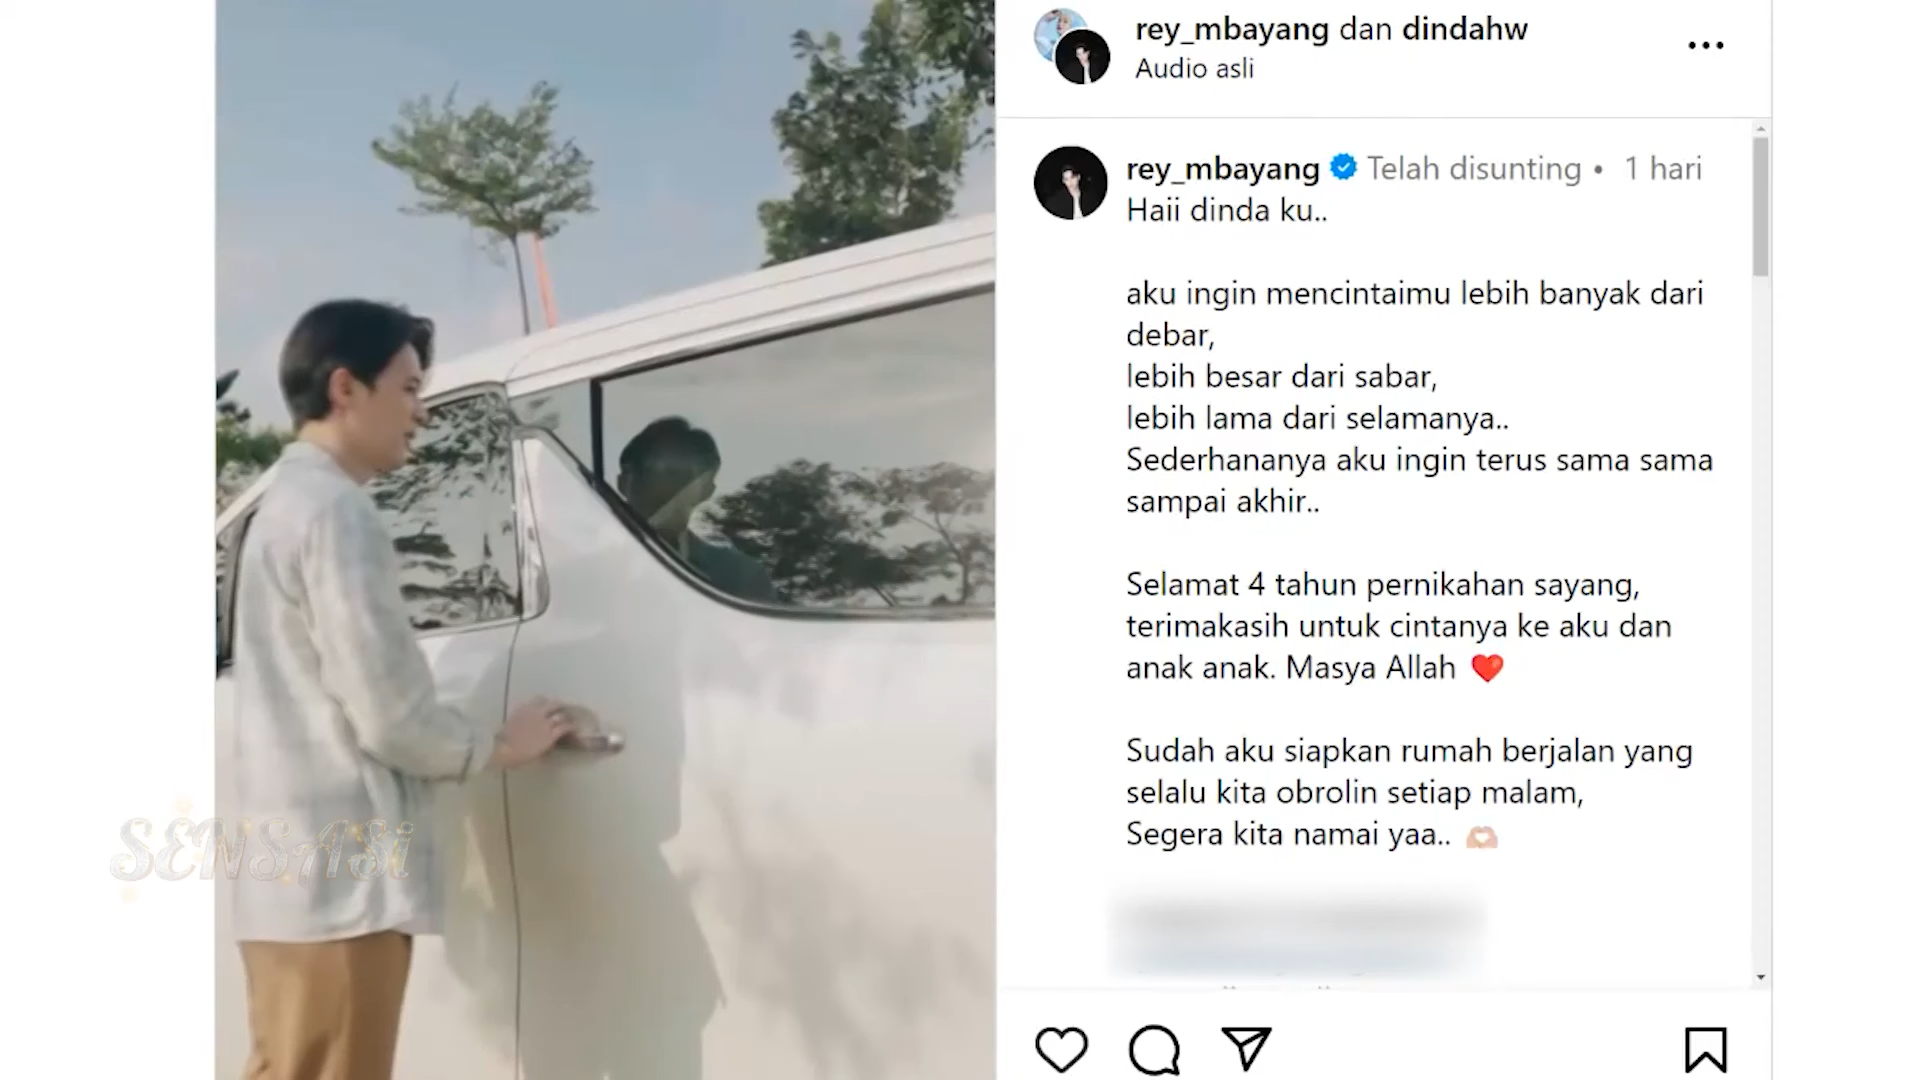 rey_mbayang dan dindahw
Audio asli
rey_mbayang Telah disunting • 1 hari
Haii dinda ku..
aku ingin mencintaimu lebih banyak dari
debar,
lebih besar dari sabar,
lebih lama dari selamanya..
Sederhananya aku ingin terus sama sama
sampai akhir..
Selamat 4 tahun pernikahan sayang,
terimakasih untuk cintanya ke aku dan
anak anak. Masya Allah ❤️
Sudah aku siapkan rumah berjalan yang
selalu kita obrolin setiap malam,
Segera kita namai yaa.. 🫶🏻
SENSASi